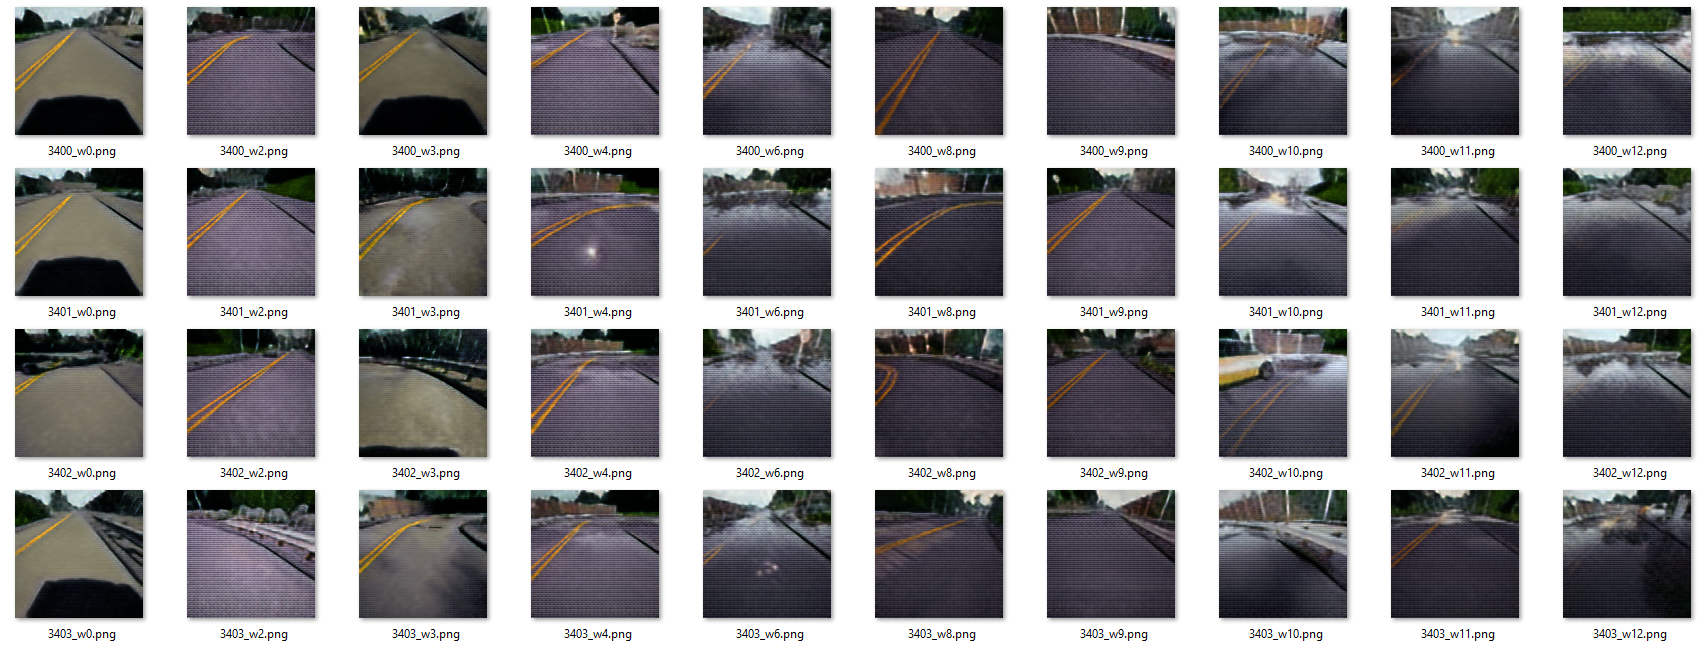 3400_w0.png 3400_w2.png 3400_w3.png 3400_w4.png 3400_w6.png 3400_w8.png 3400_w9.png 3400_w10.png 3400_w11.png 3400_w12.png
3401_w0.png 3401_w2.png 3401_w3.png 3401_w4.png 3401_w6.png 3401_w8.png 3401_w9.png 3401_w10.png 3401_w11.png 3401_w12.png
3402_w0.png 3402_w2.png 3402_w3.png 3402_w4.png 3402_w6.png 3402_w8.png 3402_w9.png 3402_w10.png 3402_w11.png 3402_w12.png
3403_w0.png 3403_w2.png 3403_w3.png 3403_w4.png 3403_w6.png 3403_w8.png 3403_w9.png 3403_w10.png 3403_w11.png 3403_w12.png